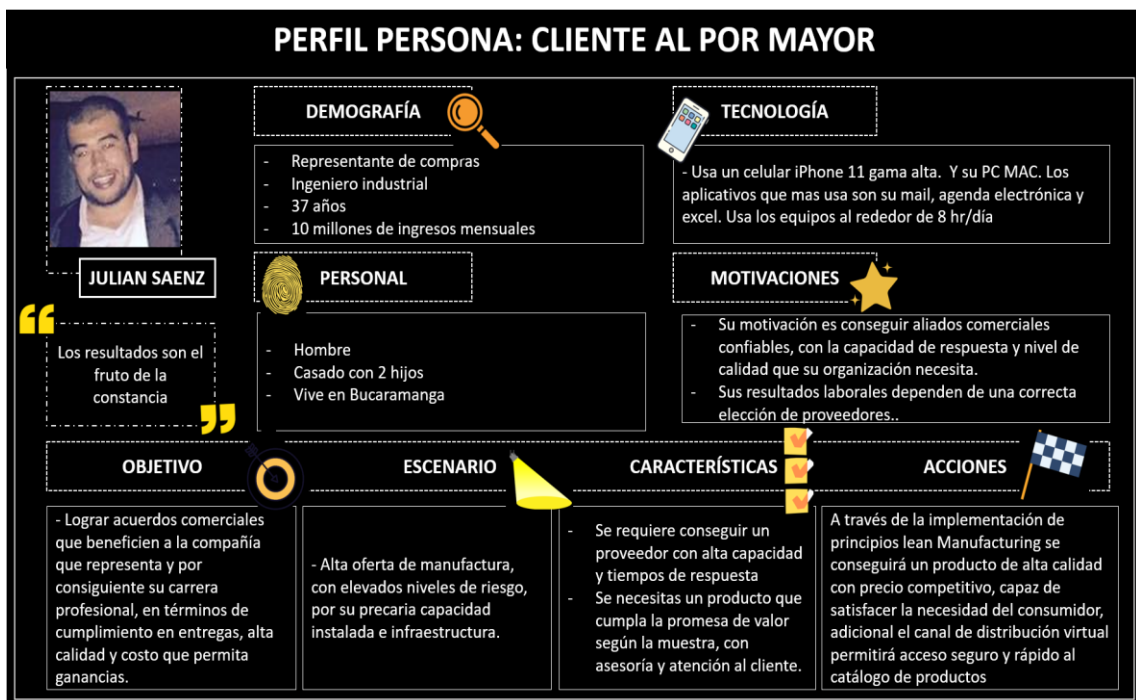 PERFIL PERSONA: CLIENTE AL POR MAYOR
JULIAN SAENZ
Los resultados son el
fruto de la
constancia
DEMOGRAFÍA
- Representante de compras
- Ingeniero industrial
- 37 años
- 10 millones de ingresos mensuales
TECNOLOGÍA
- Usa un celular iPhone 11 gama alta. Y su PC MAC. Los
aplicativos que mas usa son su mail, agenda electrónica y
excel. Usa los equipos al rededor de 8 hr/día
PERSONAL
- Hombre
- Casado con 2 hijos
- Vive en Bucaramanga
MOTIVACIONES
- Su motivación es conseguir aliados comerciales
confiables, con la capacidad de respuesta y nivel de
calidad que su organización necesita.
- Sus resultados laborales dependen de una correcta
elección de proveedores..
OBJETIVO
- Lograr acuerdos comerciales
que beneficien a la compañía
que representa y por
consiguiente su carrera
profesional, en términos de
cumplimiento en entregas, alta
calidad y costo que permita
ganancias.
ESCENARIO
- Alta oferta de manufactura,
con elevados niveles de riesgo,
por su precaria capacidad
instalada e infraestructura.
CARACTERÍSTICAS
- Se requiere conseguir un
proveedor con alta capacidad
y tiempos de respuesta
- Se necesitas un producto que
cumpla la promesa de valor
según la muestra, con
asesoría y atención al cliente.
ACCIONES
A través de la implementación de
principios lean Manufacturing se
conseguirá un producto de alta calidad
con precio competitivo, capaz de
satisfacer la necesidad del consumidor,
adicional el canal de distribución virtual
permitirá acceso seguro y rápido al
catálogo de productos